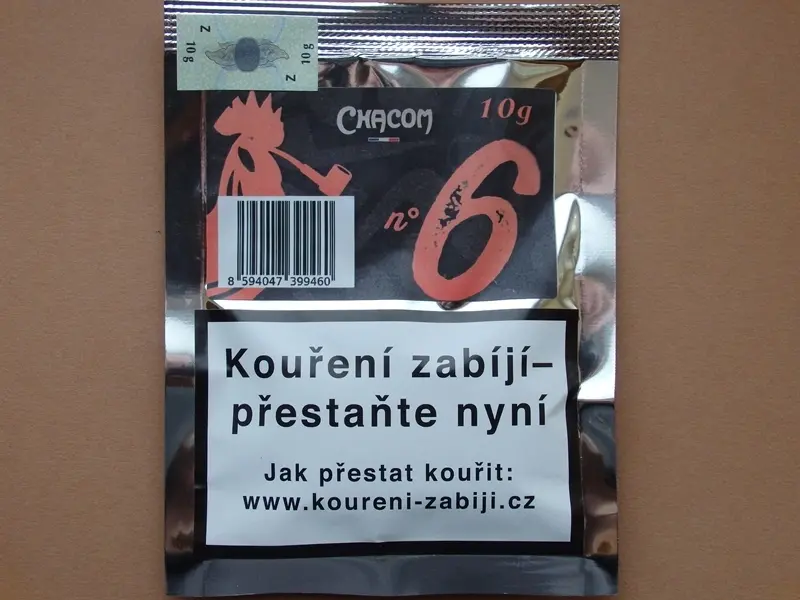 Z
10 g
10 g
Z
CHACOM
10g
n° 6
8 594047 399460
Kouření zabíjí–
přestaňte nyní
Jak přestat kouřit:
www.koureni-zabiji.cz